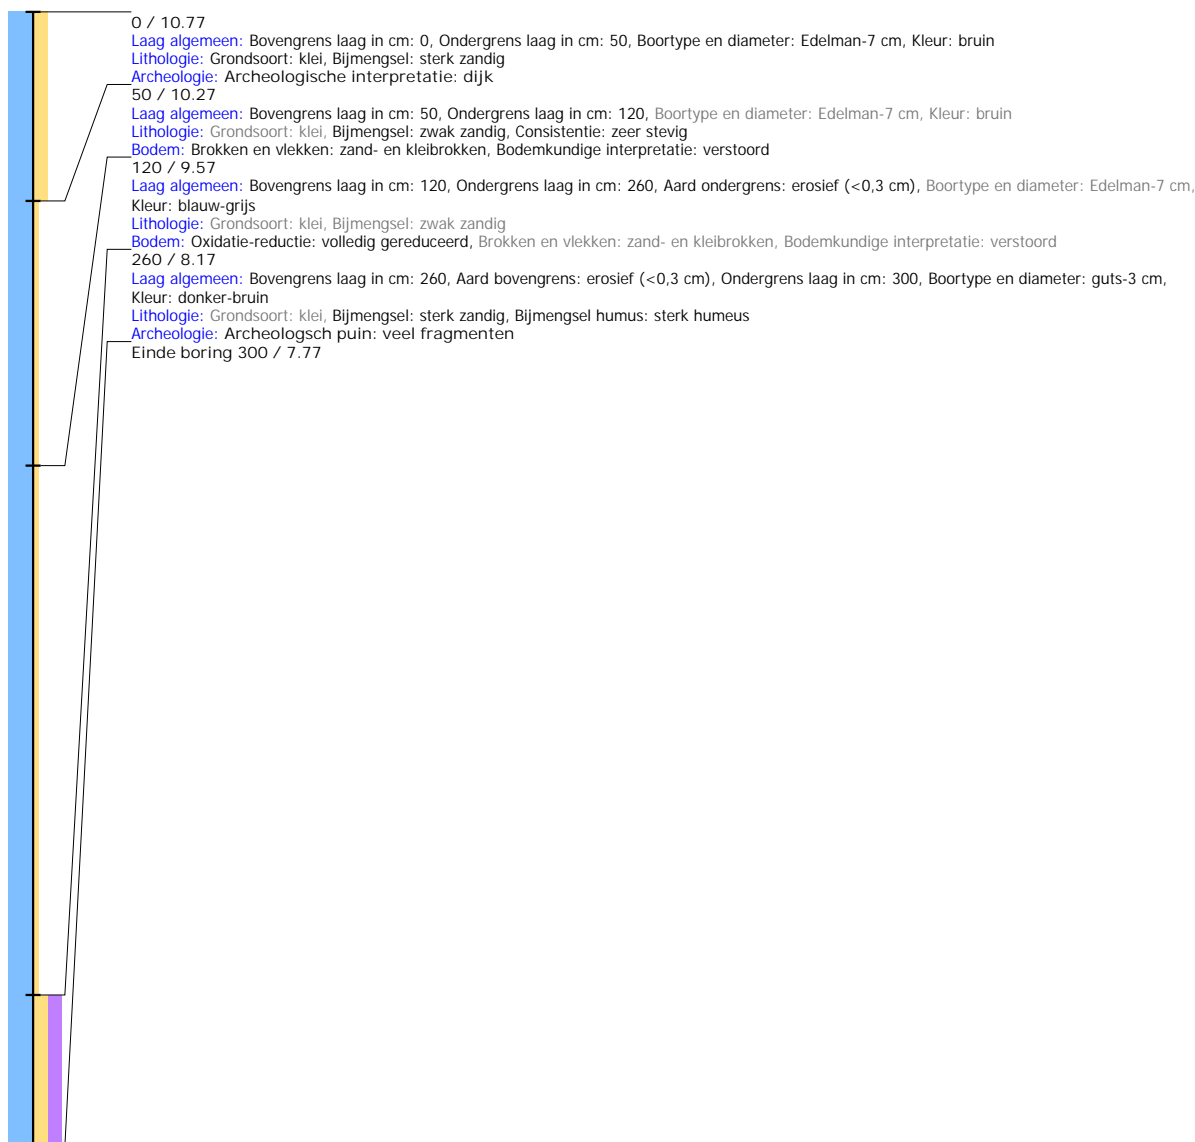 0 / 10.77
Laag algemeen: Bovengrens laag in cm: 0, Ondergrens laag in cm: 50, Boortype en diameter: Edelman-7 cm, Kleur: bruin
Lithologie: Grondsoort: klei, Bijmengsel: sterk zandig
Archeologie: Archeologische interpretatie: dijk
50 / 10.27
Laag algemeen: Bovengrens laag in cm: 50, Ondergrens laag in cm: 120, Boortype en diameter: Edelman-7 cm, Kleur: bruin
Lithologie: Grondsoort: klei, Bijmengsel: zwak zandig, Consistentie: zeer stevig
Bodem: Brokken en vlekken: zand- en kleibrokken, Bodemkundige interpretatie: verstoord
120 / 9.57
Laag algemeen: Bovengrens laag in cm: 120, Ondergrens laag in cm: 260, Aard ondergrens: erosief (<0,3 cm), Boortype en diameter: Edelman-7 cm,
Kleur: blauw-grijs
Lithologie: Grondsoort: klei, Bijmengsel: zwak zandig
Bodem: Oxidatie-reductie: volledig gereduceerd, Brokken en vlekken: zand- en kleibrokken, Bodemkundige interpretatie: verstoord
260 / 8.17
Laag algemeen: Bovengrens laag in cm: 260, Aard bovengrens: erosief (<0,3 cm), Ondergrens laag in cm: 300, Boortype en diameter: guts-3 cm,
Kleur: donker-bruin
Lithologie: Grondsoort: klei, Bijmengsel: sterk zandig, Bijmengsel humus: sterk humeus
Archeologie: Archeologsch puin: veel fragmenten
Einde boring 300 / 7.77